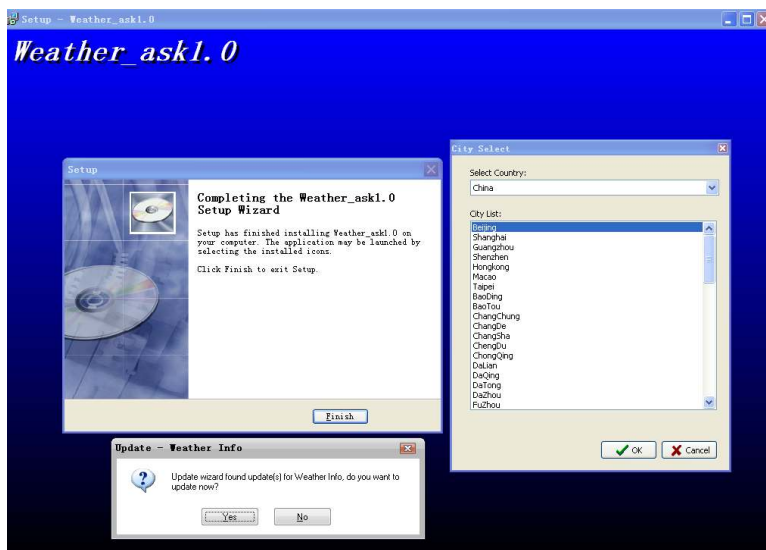 Setup - Weather_ask1.0
Weather_ask1.0
Setup
Completing the Weather_ask1.0
Setup Wizard
Setup has finished installing Weather_ask1.0 on
your computer. The application may be launched by
selecting the installed icons.
Click Finish to exit Setup.
Finish
City Select
Select Country:
China
City List:
Beijing
Shanghai
Guangzhou
Shenzhen
Hongkong
Macao
Taipei
BaoDing
BaoTou
ChangChung
ChangDe
ChangSha
ChengDu
ChongQing
DaLian
DaQing
DaTong
DaZhou
FuZhou
OK
Cancel
Update - Weather Info
Update wizard found update(s) for Weather Info, do you want to
update now?
Yes
No